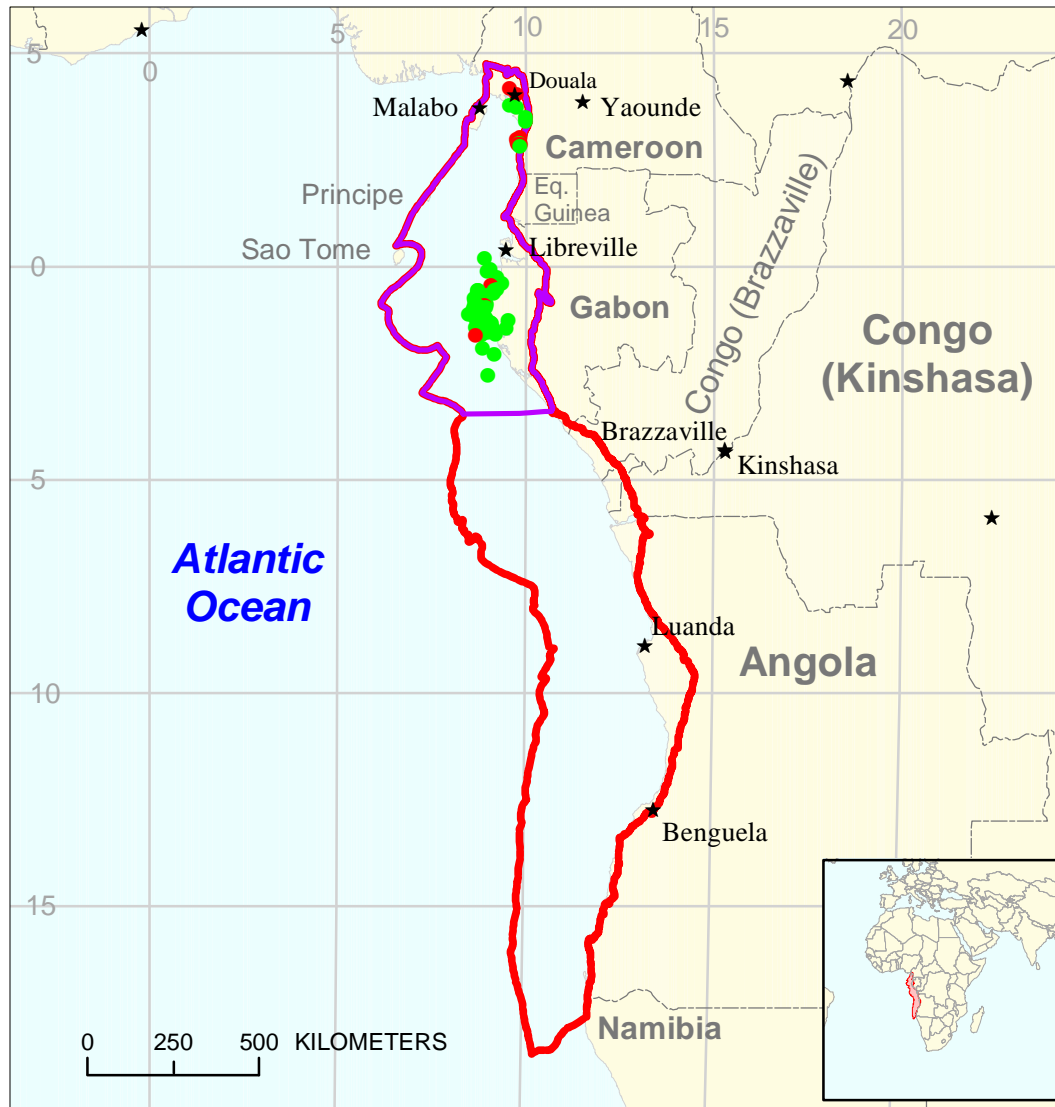 10
15
20
5
0
5
Douala
Malabo
Yaounde
Cameroon
Principe
Eq.
Guinea
Sao Tome
Libreville
0
Gabon
Congo (Brazzaville)
Congo
(Kinshasa)
Brazzaville
Kinshasa
5
Atlantic
Ocean
Luanda
Angola
10
Benguela
15
Namibia
0 250 500 KILOMETERS